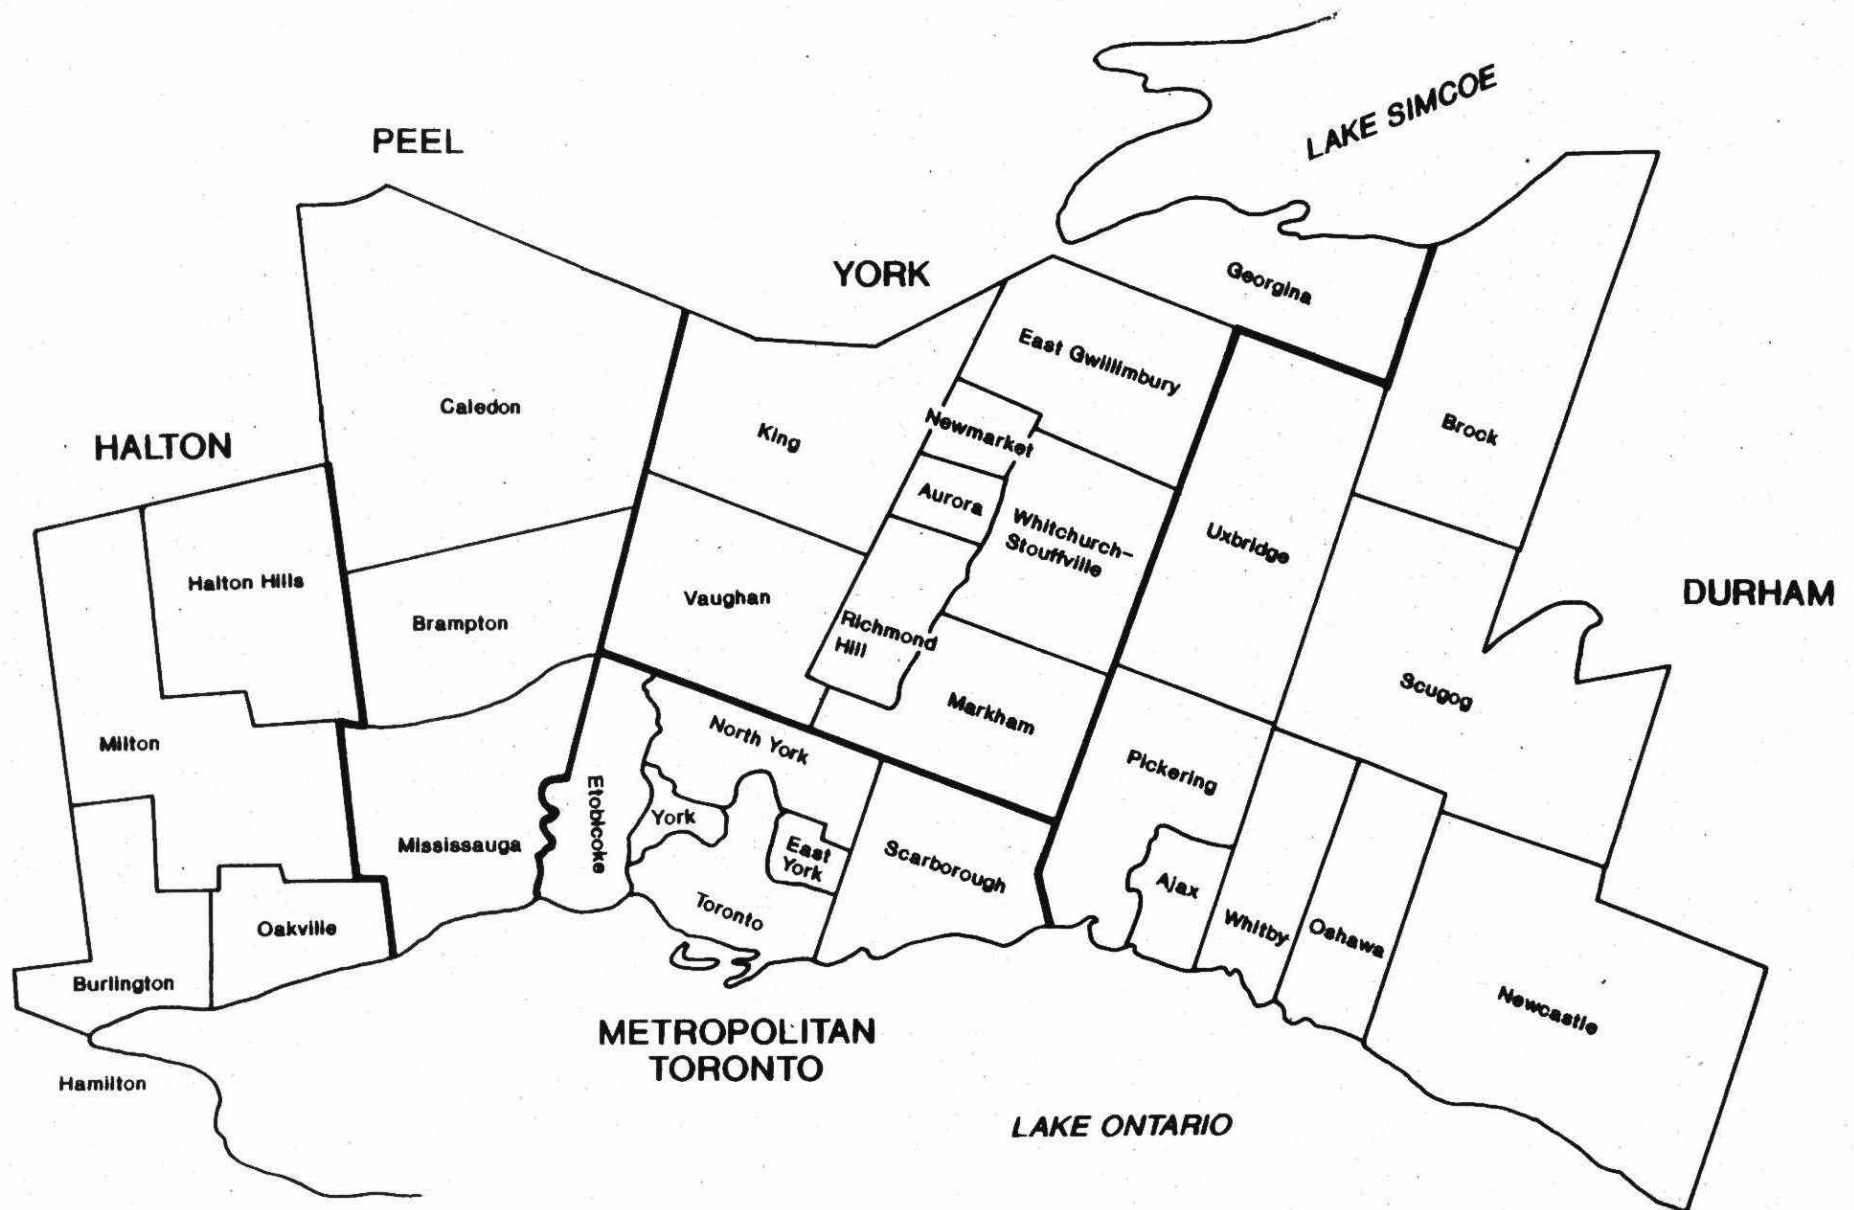 LAKE SIMCOE
PEEL
YORK
Georgina
East Gwillimbury
Caledon
King
Newmarket
Brock
HALTON
Aurora
Whitchurch-
Stouffville
Uxbridge
Halton Hills
Vaughan
DURHAM
Brampton
Richmond
Hill
Scugog
Markham
North York
Milton
Pickering
Etobicoke
York
Mississauga
East
York
Scarborough
Ajax
Toronto
Whitby
Oshawa
Oakville
Burlington
Newcastle
METROPOLITAN
TORONTO
Hamilton
LAKE ONTARIO